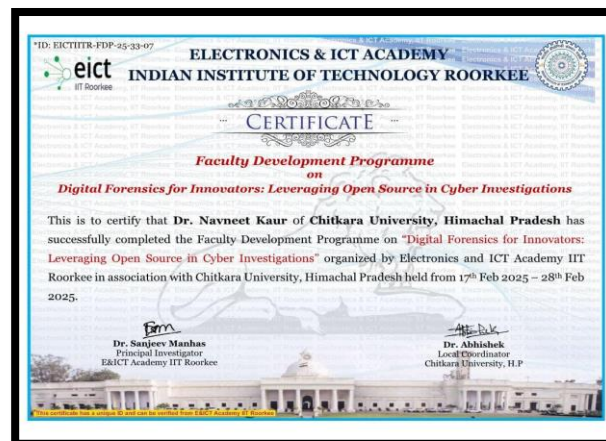 *ID: EICTIITR-FDP-25-33-07
eict
IIT Roorkee
ELECTRONICS & ICT ACADEMY
INDIAN INSTITUTE OF TECHNOLOGY ROORKEE
CERTIFICATE
Faculty Development Programme
on
Digital Forensics for Innovators: Leveraging Open Source in Cyber Investigations
This is to certify that Dr. Navneet Kaur of Chitkara University, Himachal Pradesh has
successfully completed the Faculty Development Programme on "Digital Forensics for Innovators:
Leveraging Open Source in Cyber Investigations" organized by Electronics and ICT Academy IIT
Roorkee in association with Chitkara University, Himachal Pradesh held from 17th Feb 2025 – 28th Feb
2025.
Dr. Sanjeev Manhas
Principal Investigator
E&ICT Academy IIT Roorkee
Dr. Abhishek
Local Coordinator
Chitkara University, H.P
*This certificate has a unique ID and can be verified from E&ICT Academy IIT Roorkee